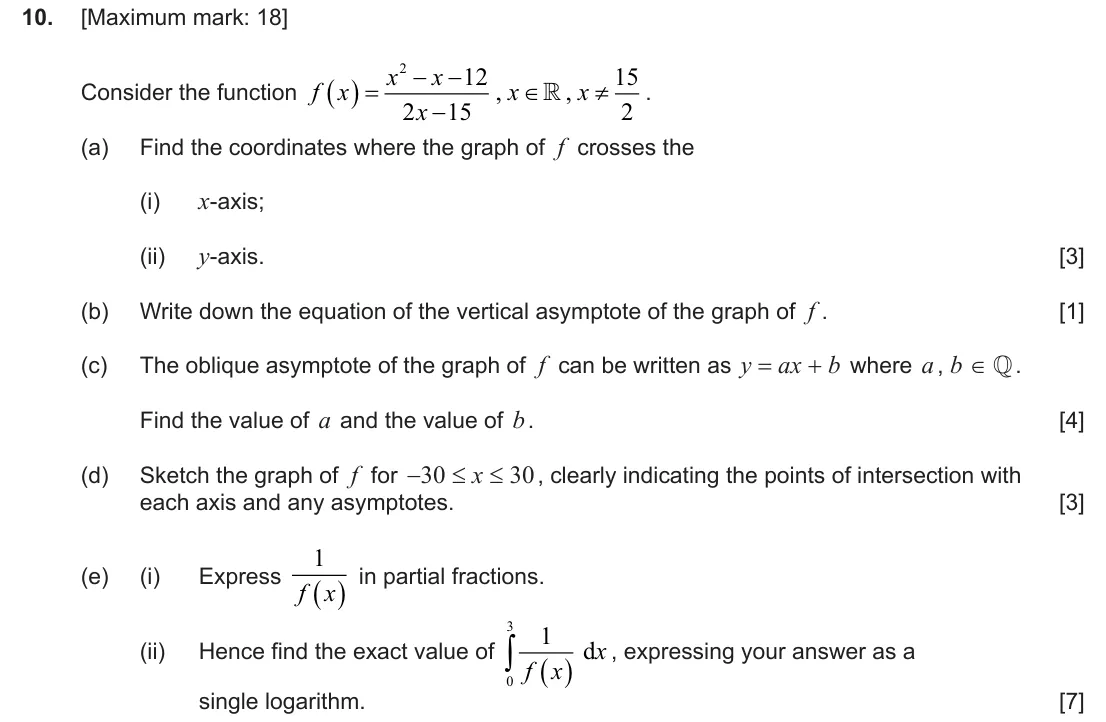 10. [Maximum mark: 18]
Consider the function f(x) = (x² − x − 12)/(2x − 15), x ∈ ℝ, x ≠ 15/2.
(a) Find the coordinates where the graph of f crosses the
(i) x-axis;
(ii) y-axis. [3]
(b) Write down the equation of the vertical asymptote of the graph of f. [1]
(c) The oblique asymptote of the graph of f can be written as y = ax + b where a, b ∈ ℚ.
Find the value of a and the value of b. [4]
(d) Sketch the graph of f for −30 ≤ x ≤ 30, clearly indicating the points of intersection with
each axis and any asymptotes. [3]
(e) (i) Express 1/f(x) in partial fractions.
(ii) Hence find the exact value of ∫₀³ 1/f(x) dx, expressing your answer as a
single logarithm. [7]